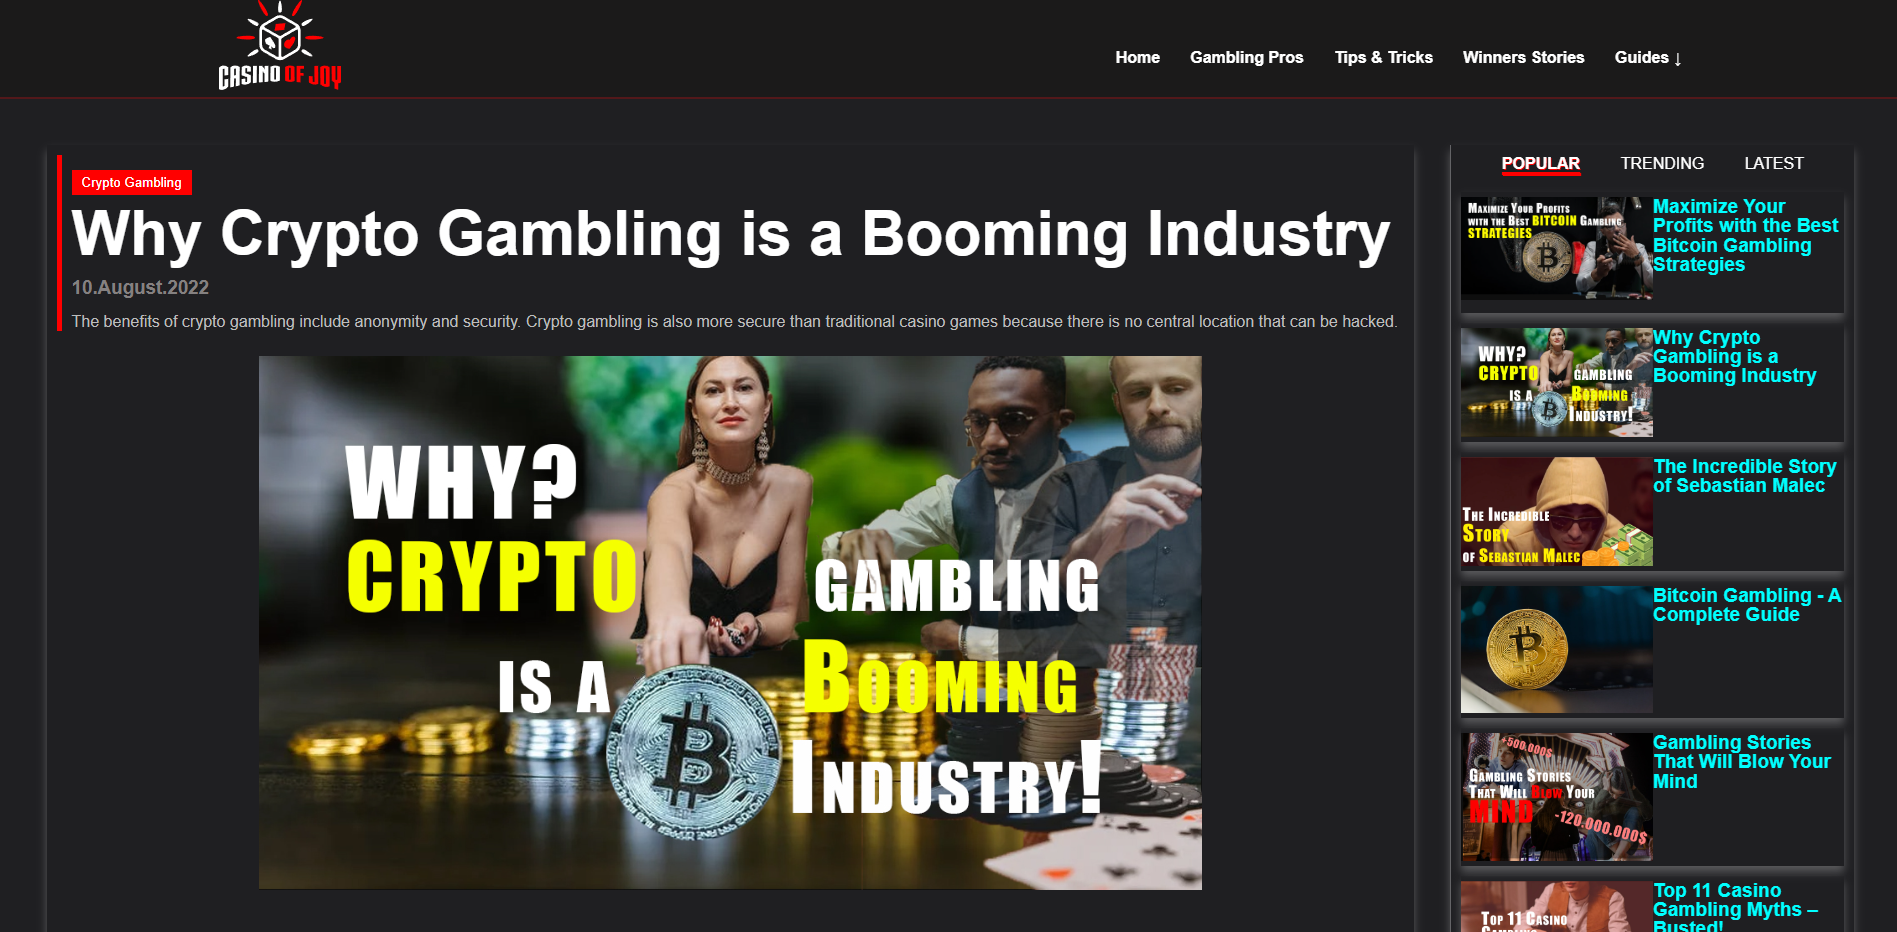 CASINO OF JOY
Home
Gambling Pros
Tips & Tricks
Winners Stories
Guides ↓
Crypto Gambling
Why Crypto Gambling is a Booming Industry
10.August.2022
The benefits of crypto gambling include anonymity and security. Crypto gambling is also more secure than traditional casino games because there is no central location that can be hacked.
WHY?
CRYPTO
GAMBLING
IS A
BOOMING
INDUSTRY!
POPULAR
TRENDING
LATEST
MAXIMIZE YOUR PROFITS
WITH THE BEST BITCOIN GAMBLING
STRATEGIES
Maximize Your
Profits with the Best
Bitcoin Gambling
Strategies
WHY?
CRYPTO
GAMBLING
IS A
BOOMING
INDUSTRY!
Why Crypto
Gambling is a
Booming Industry
THE INCREDIBLE
STORY
OF SEBASTIAN MALEC
The Incredible Story
of Sebastian Malec
Bitcoin Gambling - A
Complete Guide
+500.000$
GAMBLING STORIES
THAT WILL BLOW YOUR
MIND
-120.000.000$
Gambling Stories
That Will Blow Your
Mind
TOP 11 CASINO
GAMBLING
Top 11 Casino
Gambling Myths –
Busted!